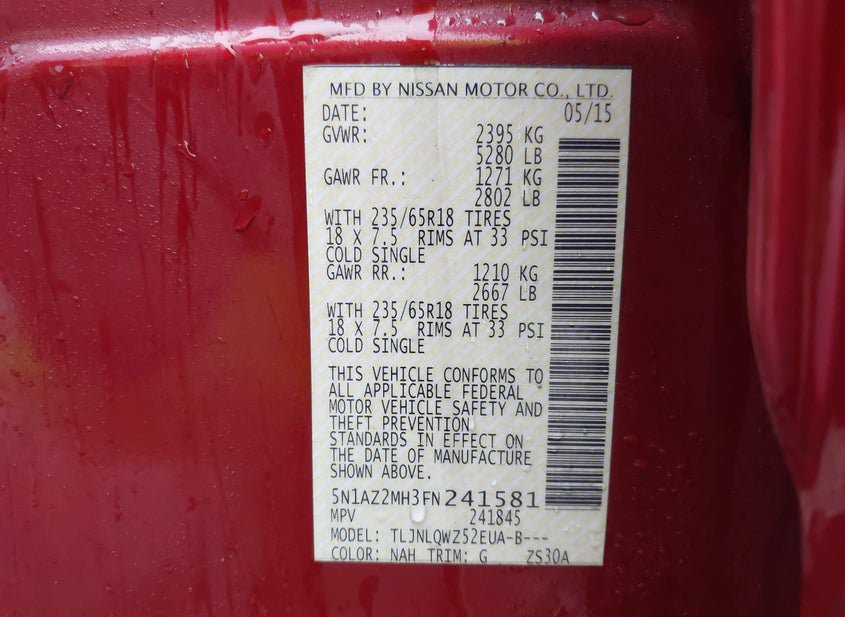 MFD BY NISSAN MOTOR CO., LTD.
DATE: 05/15
GVWR: 2395 KG
5280 LB
GAWR FR.: 1271 KG
2802 LB
WITH 235/65R18 TIRES
18 X 7.5 RIMS AT 33 PSI
COLD SINGLE
GAWR RR.: 1210 KG
2667 LB
WITH 235/65R18 TIRES
18 X 7.5 RIMS AT 33 PSI
COLD SINGLE
THIS VEHICLE CONFORMS TO
ALL APPLICABLE FEDERAL
MOTOR VEHICLE SAFETY AND
THEFT PREVENTION
STANDARDS IN EFFECT ON
THE DATE OF MANUFACTURE
SHOWN ABOVE.
5N1AZ2MH3FN241581
MPV 241845
MODEL: TLJNLQWZ52EUA-B---
COLOR: NAH TRIM: G ZS30A